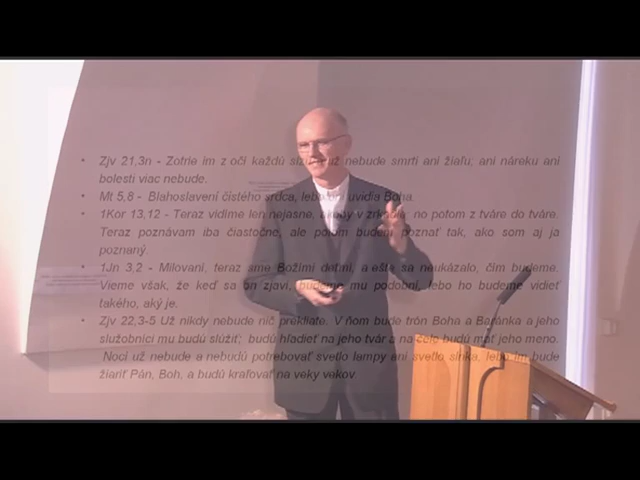 • Zjv 21,3n - Zotrie im z očí každú slzu už nebude smrti ani žiaľu, ani náreku ani
bolesti viac nebude.
• Mt 5,8 - Blahoslavení čistého srdca, lebo oni uvidia Boha.
• 1Kor 13,12 - Teraz vidíme len nejasne, akoby v zrkadle, no potom z tváre do tváre.
Teraz poznávam iba čiastočne, ale potom budem poznať tak, ako som aj ja
poznaný.
• 1Jn 3,2 - Milovaní, teraz sme Božími deťmi, a ešte sa neukázalo, čím budeme.
Vieme však, že keď sa on zjaví, budeme mu podobní, lebo ho budeme vidieť
takého, aký je.
• Zjv 22,3-5 Už nikdy nebude nič prekliate. V ňom bude trón Boha a Baránka a jeho
služobníci mu budú slúžiť; budú hľadieť na jeho tvár a na čele budú mať jeho meno.
Noci už nebude a nebudú potrebovať svetlo lampy ani svetlo slnka, lebo im bude
žiariť Pán, Boh, a budú kraľovať na veky vekov.